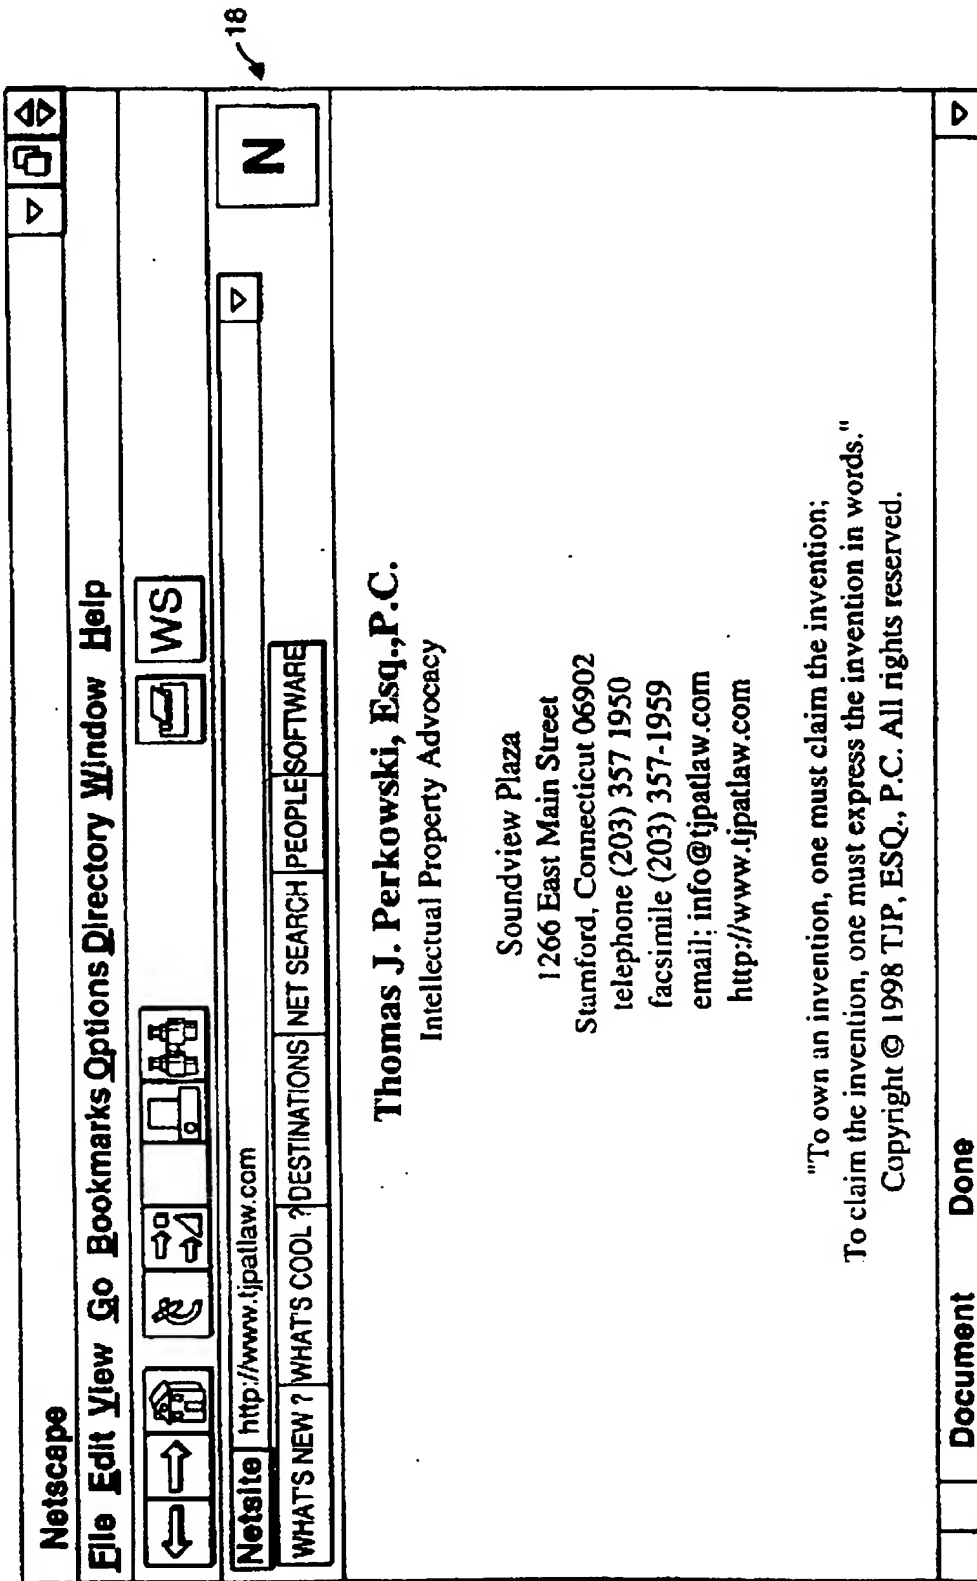 18
Netscape
File Edit View Go Bookmarks Options Directory Window Help
WS
Netsite http://www.tjpatlaw.com
N
WHAT'S NEW ? WHAT'S COOL ? DESTINATIONS NET SEARCH PEOPLE SOFTWARE
Thomas J. Perkowski, Esq.,P.C.
Intellectual Property Advocacy
Soundview Plaza
1266 East Main Street
Stamford, Connecticut 06902
telephone (203) 357 1950
facsimile (203) 357-1959
email; info@tjpatlaw.com
http://www.tjpatlaw.com
"To own an invention, one must claim the invention;
To claim the invention, one must express the invention in words."
Copyright © 1998 TJP, ESQ., P.C. All rights reserved.
Document Done